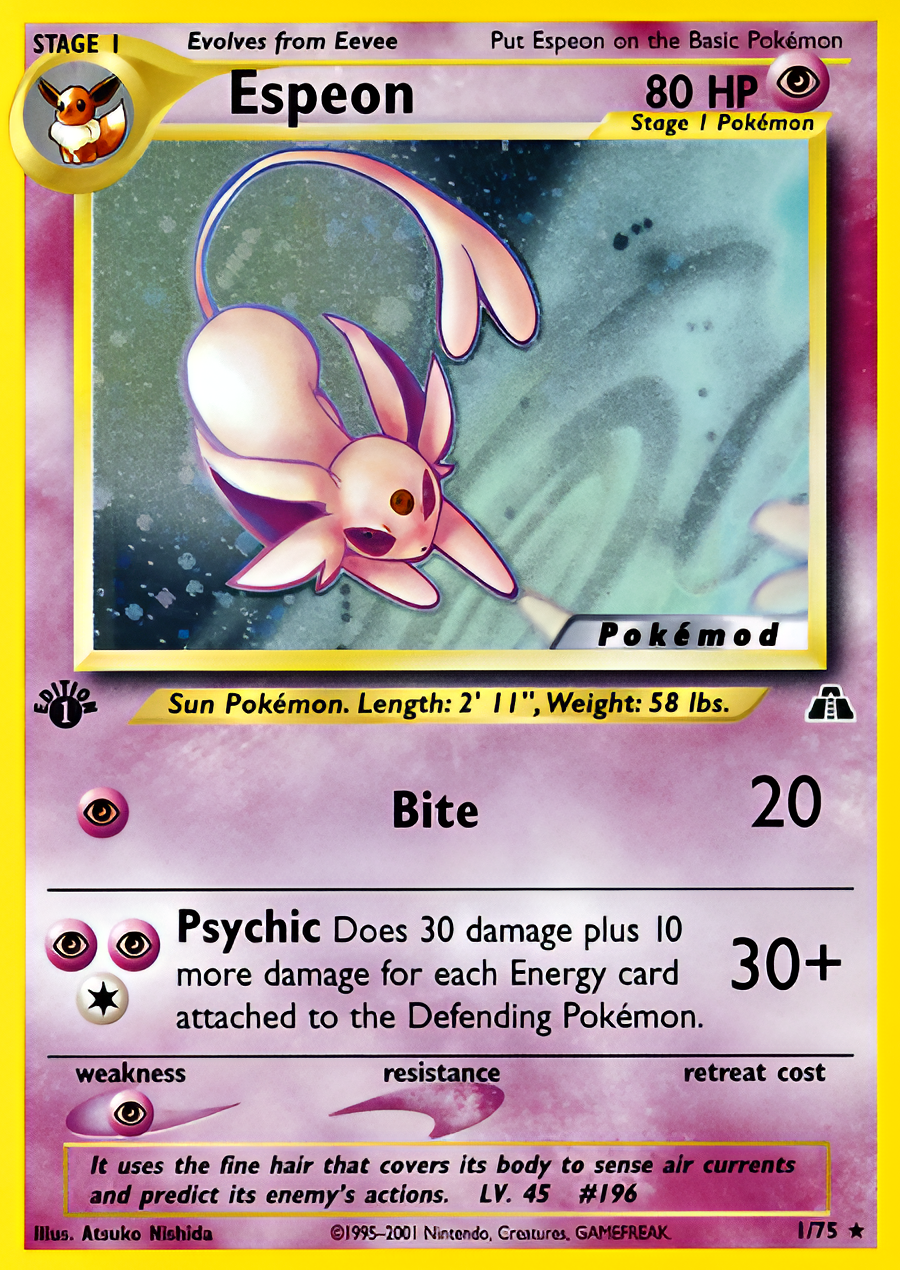 STAGE 1
Evolves from Eevee
Put Espeon on the Basic Pokémon
Espeon
80 HP
Stage 1 Pokémon
Pokémod
EDITION
1
Sun Pokémon. Length: 2' 11", Weight: 58 lbs.
Bite
20
Psychic Does 30 damage plus 10
more damage for each Energy card
attached to the Defending Pokémon.
30+
weakness
resistance
retreat cost
It uses the fine hair that covers its body to sense air currents
and predict its enemy's actions. LV. 45 #196
Illus. Atsuko Nishida
©1995–2001 Nintendo, Creatures, GAMEFREAK.
1/75 ★